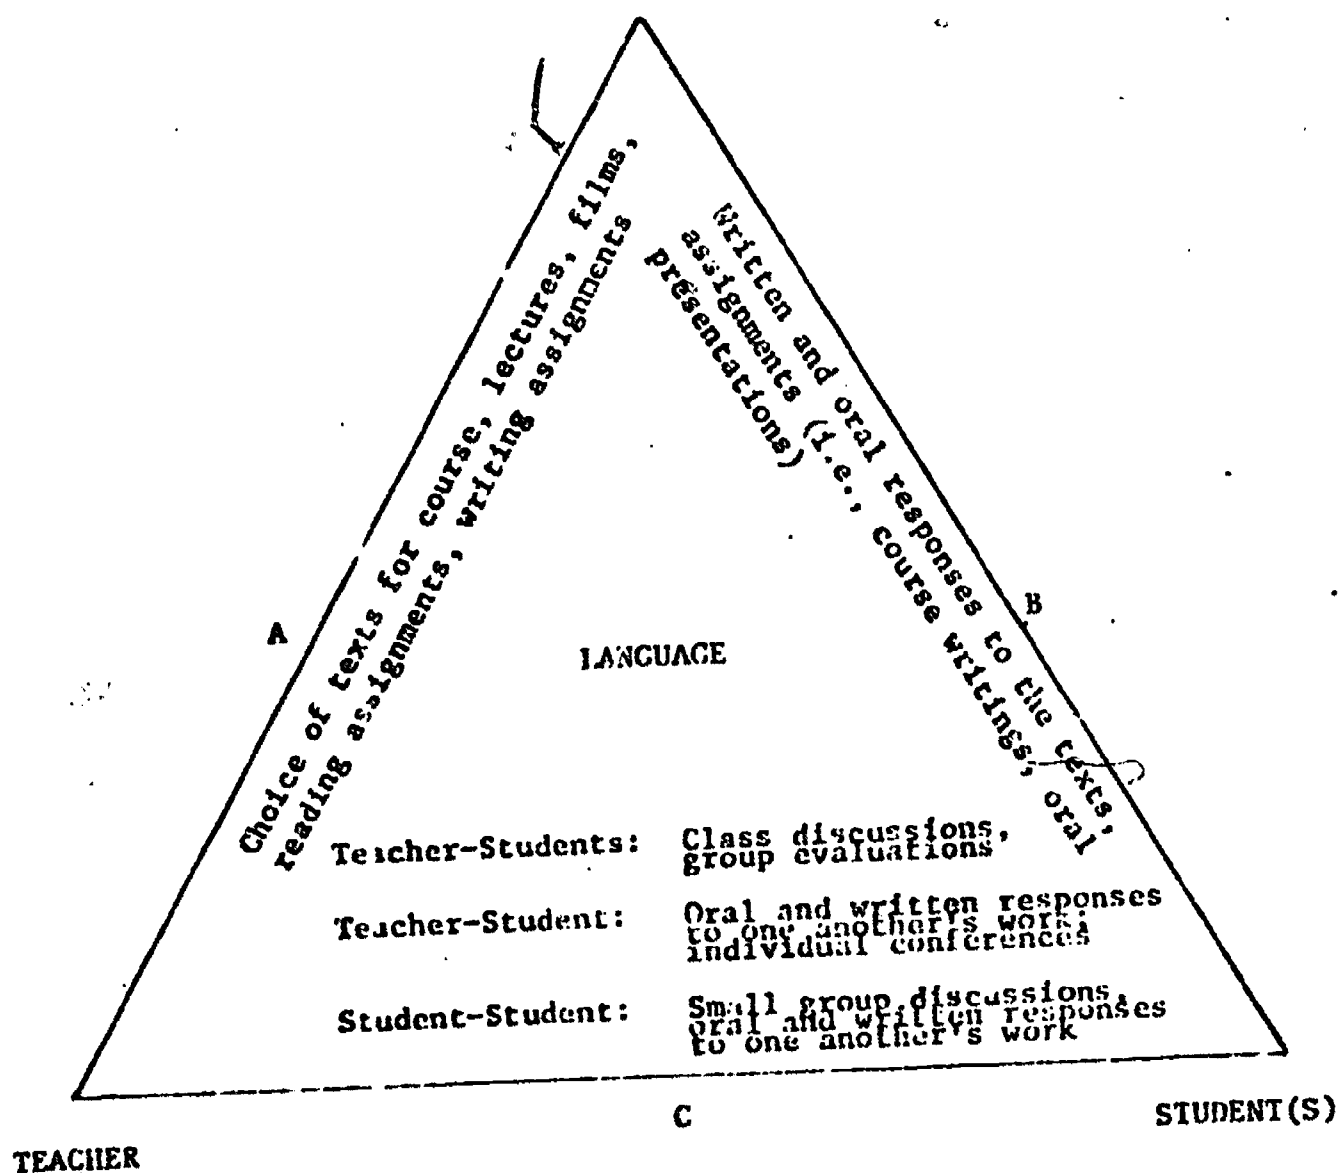 Choice of texts for course, lectures, films,
reading assignments, writing assignments
Written and oral responses to the texts,
assignments (i.e., course writings, oral
presentations)
A
B
LANGUAGE
Teacher-Students: Class discussions,
group evaluations
Teacher-Student: Oral and written responses
to one another's work;
individual conferences
Student-Student: Small group discussions,
oral and written responses
to one another's work
C
TEACHER
STUDENT(S)